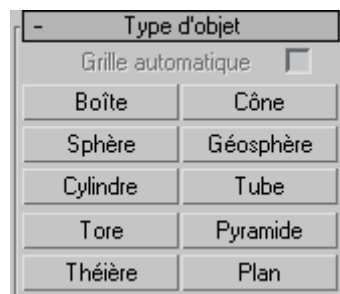 - Type d'objet
Grille automatique
Boîte Cône
Sphère Géosphère
Cylindre Tube
Tore Pyramide
Théière Plan